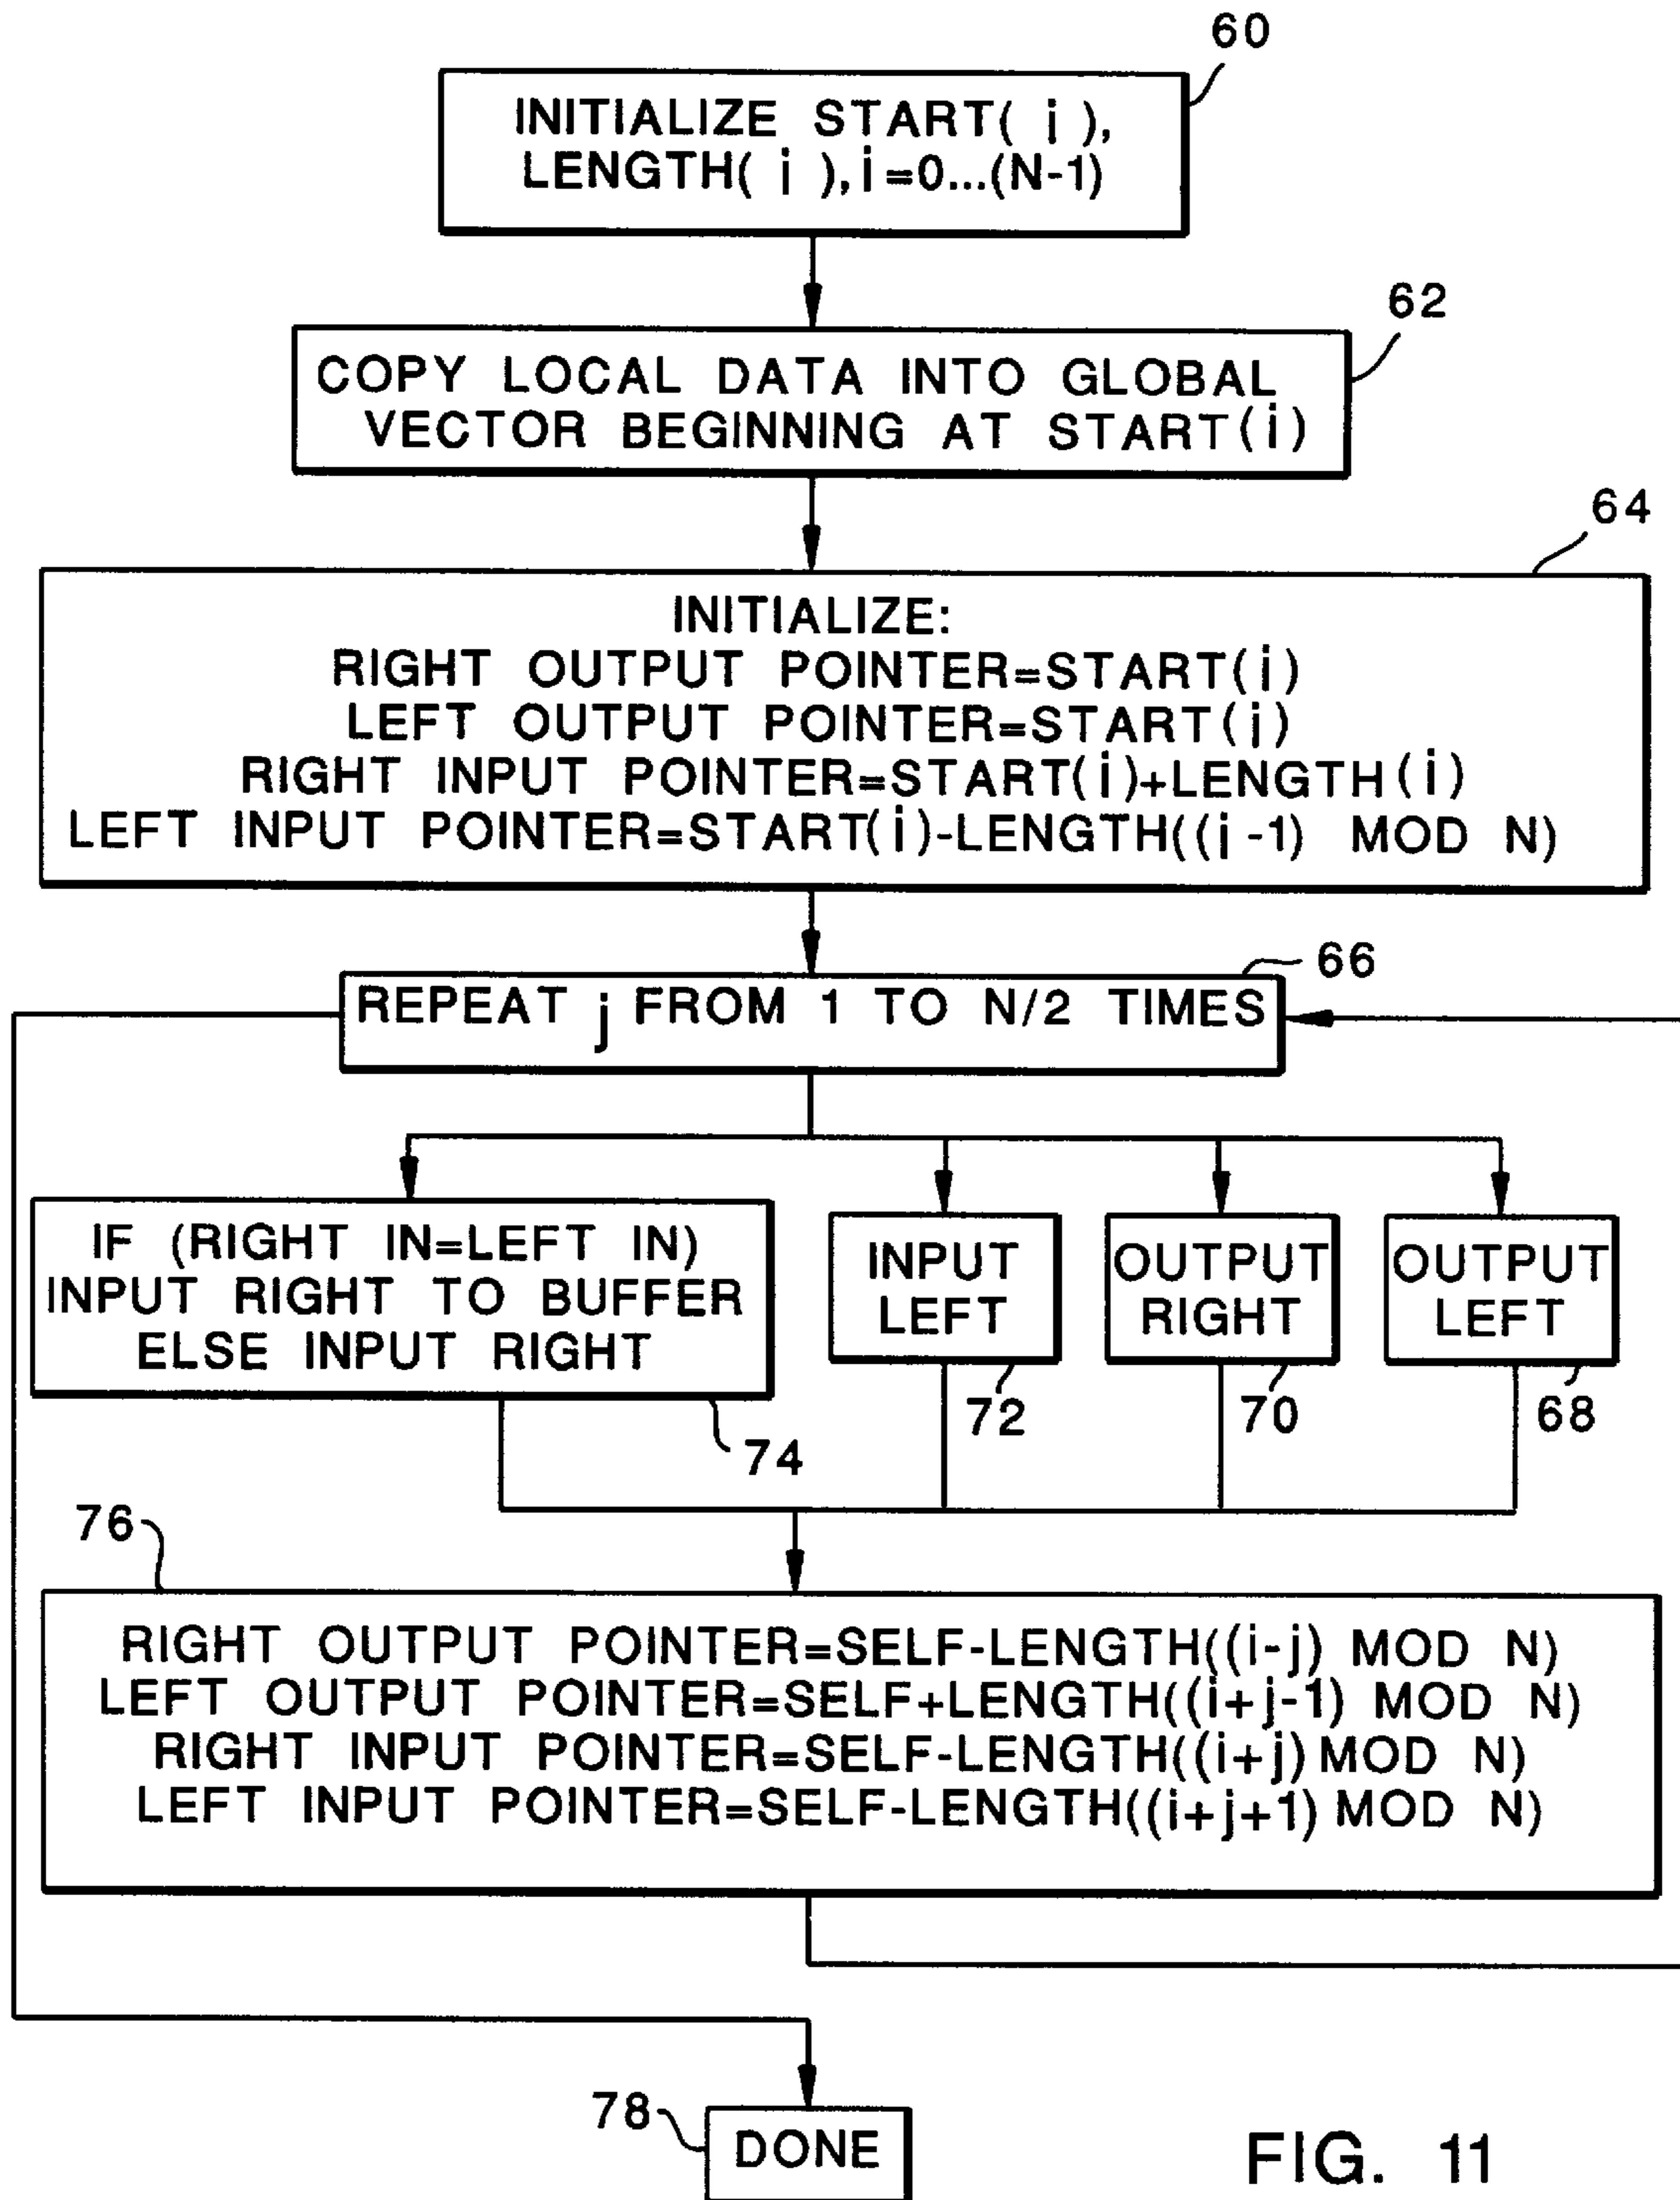 60
INITIALIZE START( i ),
LENGTH( i ), i=0...(N-1)
62
COPY LOCAL DATA INTO GLOBAL
VECTOR BEGINNING AT START(i)
64
INITIALIZE:
RIGHT OUTPUT POINTER=START(i)
LEFT OUTPUT POINTER=START(i)
RIGHT INPUT POINTER=START(i)+LENGTH(i)
LEFT INPUT POINTER=START(i)-LENGTH((i-1) MOD N)
66
REPEAT j FROM 1 TO N/2 TIMES
IF (RIGHT IN=LEFT IN)
INPUT RIGHT TO BUFFER
ELSE INPUT RIGHT
74
INPUT
LEFT
72
OUTPUT
RIGHT
70
OUTPUT
LEFT
68
76
RIGHT OUTPUT POINTER=SELF-LENGTH((i-j) MOD N)
LEFT OUTPUT POINTER=SELF+LENGTH((i+j-1) MOD N)
RIGHT INPUT POINTER=SELF-LENGTH((i+j) MOD N)
LEFT INPUT POINTER=SELF-LENGTH((i+j+1) MOD N)
78
DONE
FIG. 11